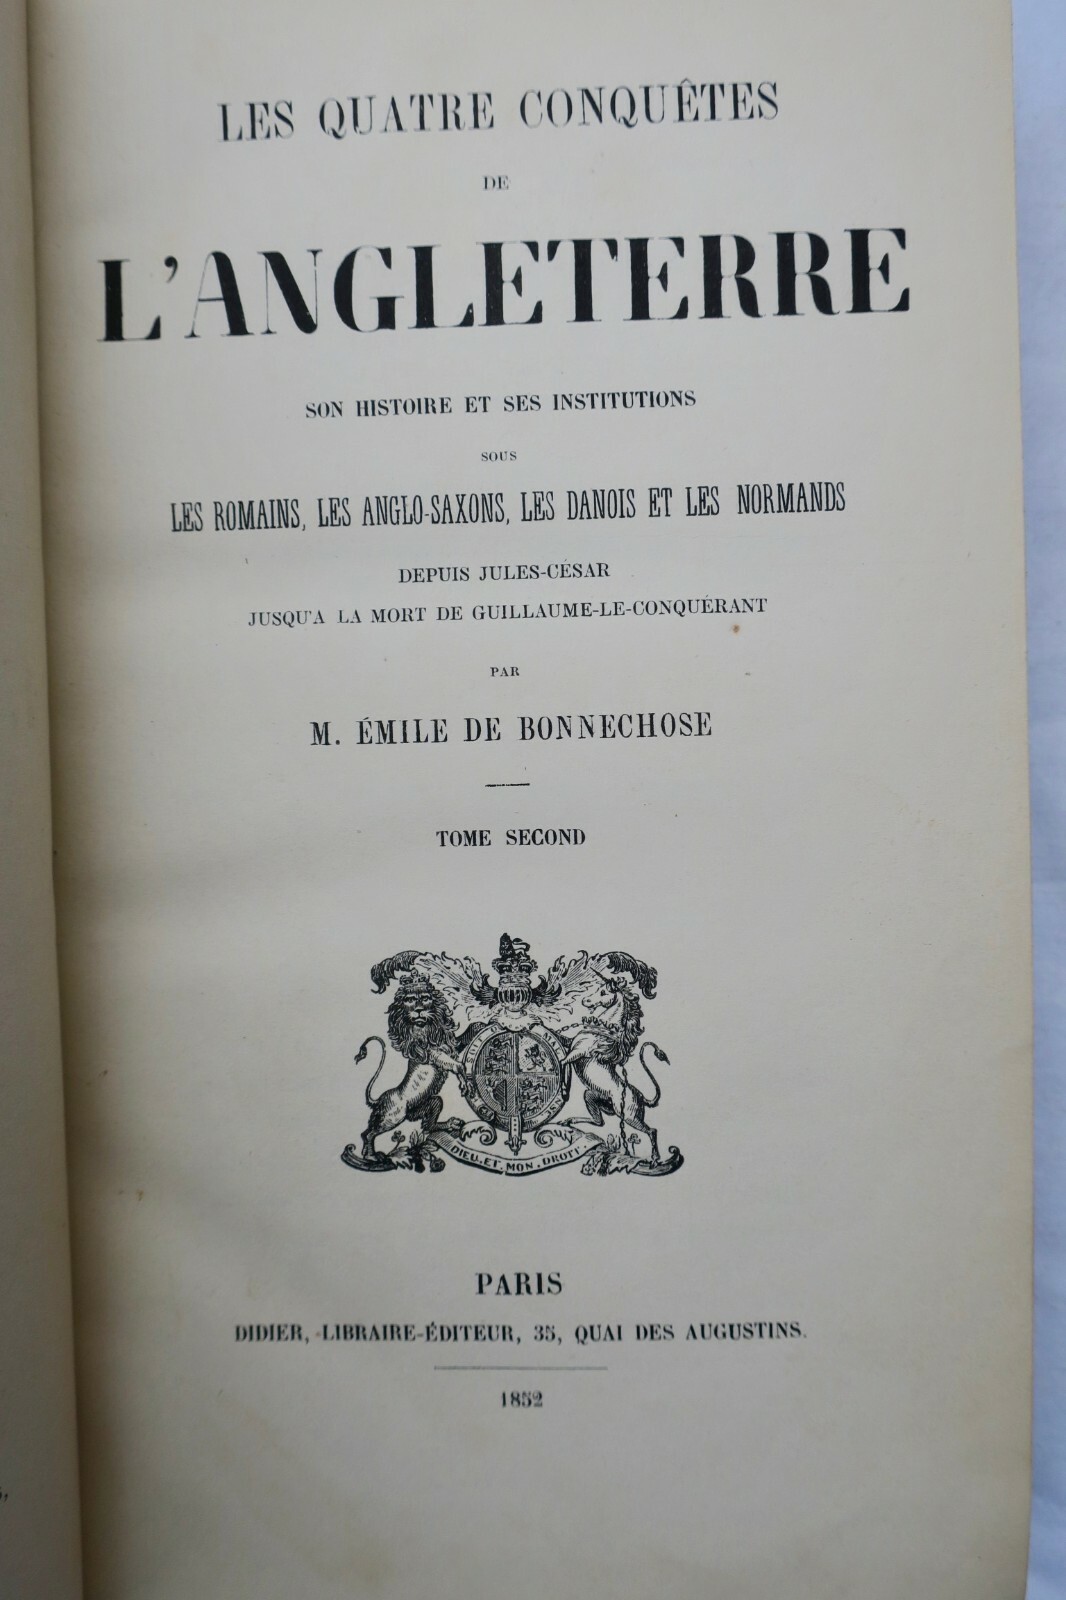 LES QUATRE CONQUÊTES
DE
L'ANGLETERRE
SON HISTOIRE ET SES INSTITUTIONS
SOUS
LES ROMAINS, LES ANGLO-SAXONS, LES DANOIS ET LES NORMANDS
DEPUIS JULES-CÉSAR
JUSQU'A LA MORT DE GUILLAUME-LE-CONQUÉRANT
PAR
M. ÉMILE DE BONNECHOSE
TOME SECOND
DIEU.ET.MON.DROIT.
PARIS
DIDIER, LIBRAIRE-ÉDITEUR, 35, QUAI DES AUGUSTINS.
1852